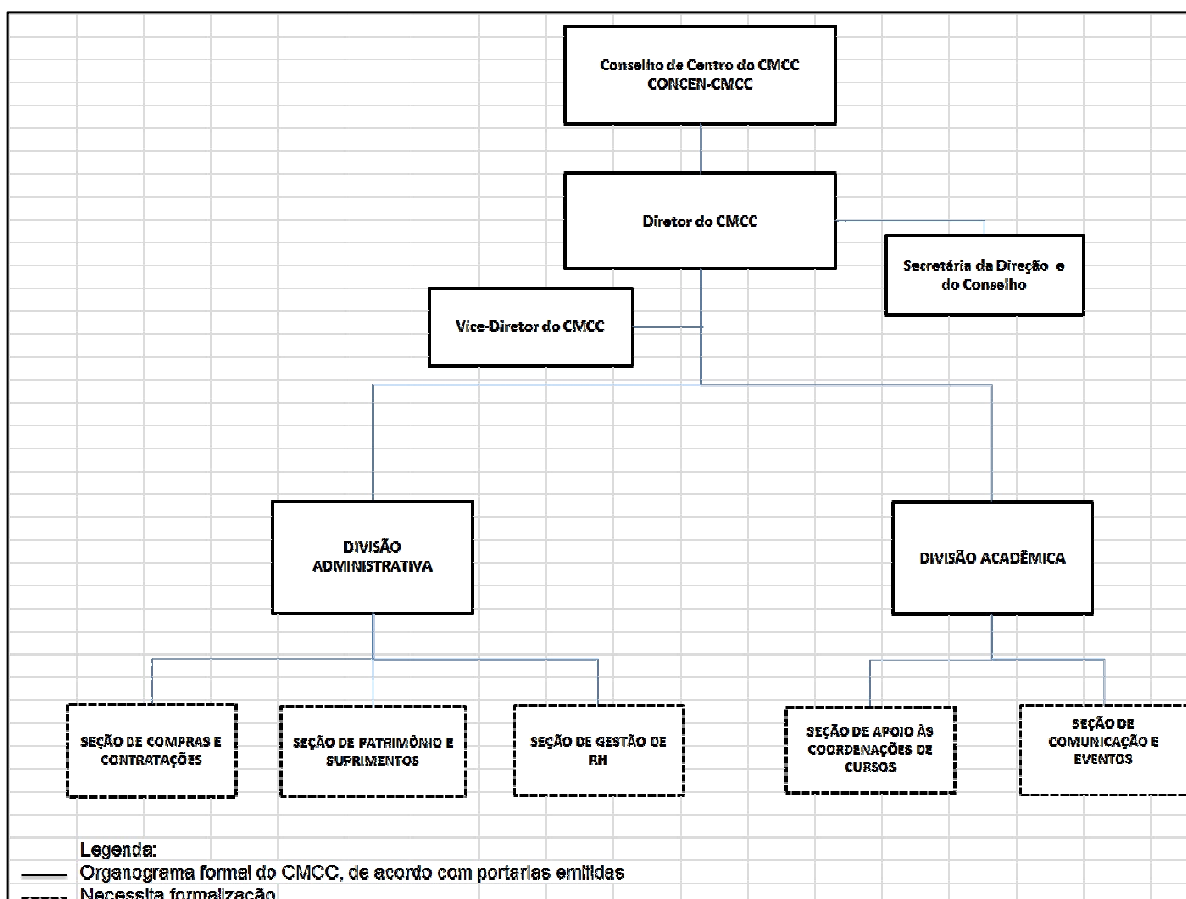 Conselho de Centro do CMCC
CONCEN-CMCC
Diretor do CMCC
Secretária da Direção e
do Conselho
Vice-Diretor do CMCC
DIVISÃO
ADMINISTRATIVA
DIVISÃO ACADÊMICA
SEÇÃO DE COMPRAS E
CONTRATAÇÕES
SEÇÃO DE PATRIMÔNIO E
SUPRIMENTOS
SEÇÃO DE GESTÃO DE
RH
SEÇÃO DE APOIO ÀS
COORDENAÇÕES DE
CURSOS
SEÇÃO DE
COMUNICAÇÃO E
EVENTOS
Legenda:
Organograma formal do CMCC, de acordo com portarias emitidas
Necessita formalização